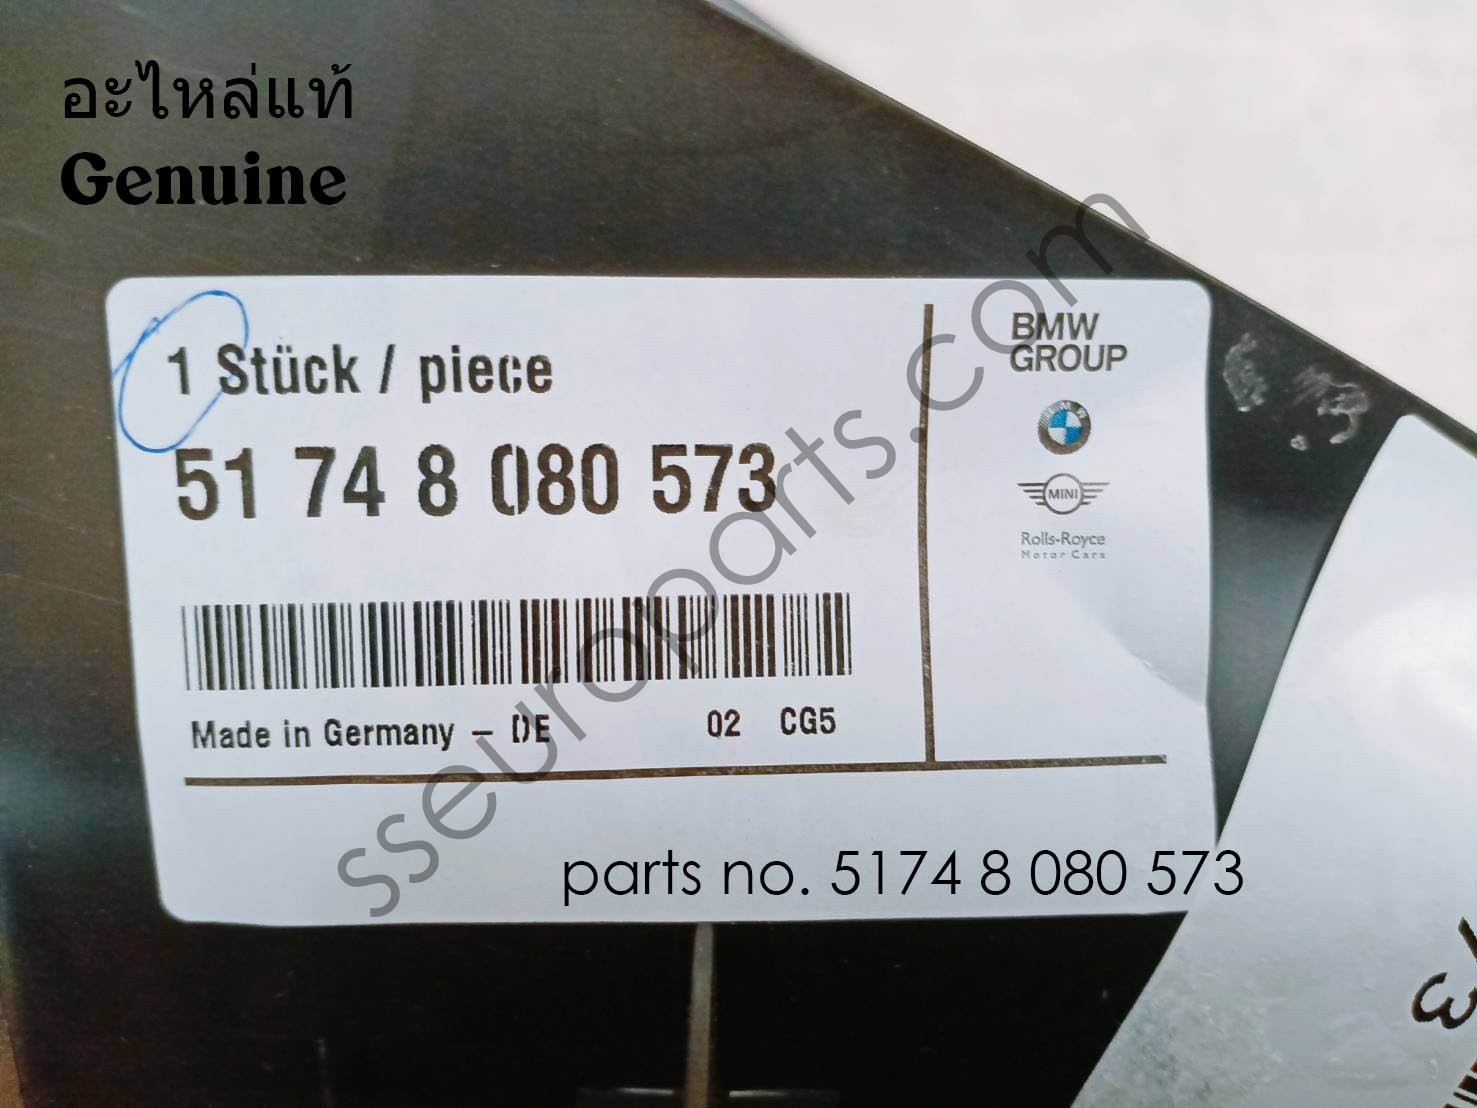 อะไหล่แท้
Genuine
1 Stück / piece
51 74 8 080 573
Made in Germany – DE 02 CG5
BMW
GROUP
MINI
Rolls-Royce
Motor Cars
sseuroparts.com
parts no. 5174 8 080 573